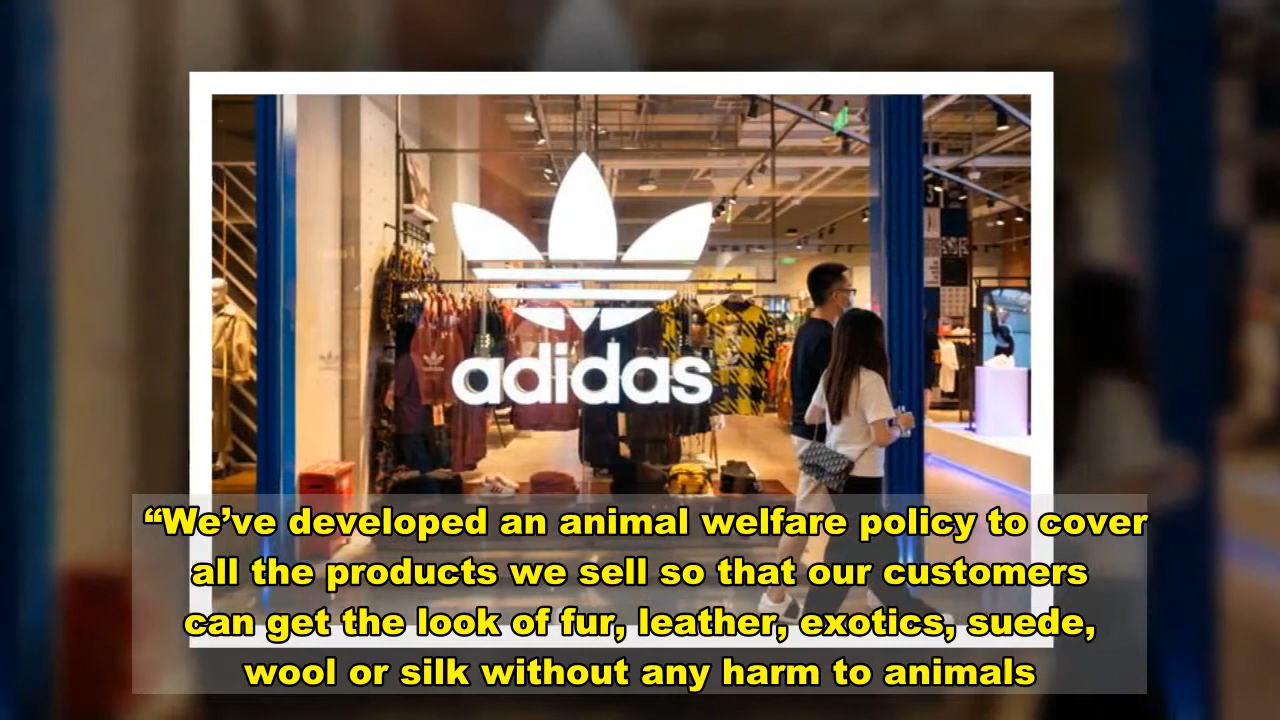 adidas
“We’ve developed an animal welfare policy to cover
all the products we sell so that our customers
can get the look of fur, leather, exotics, suede,
wool or silk without any harm to animals